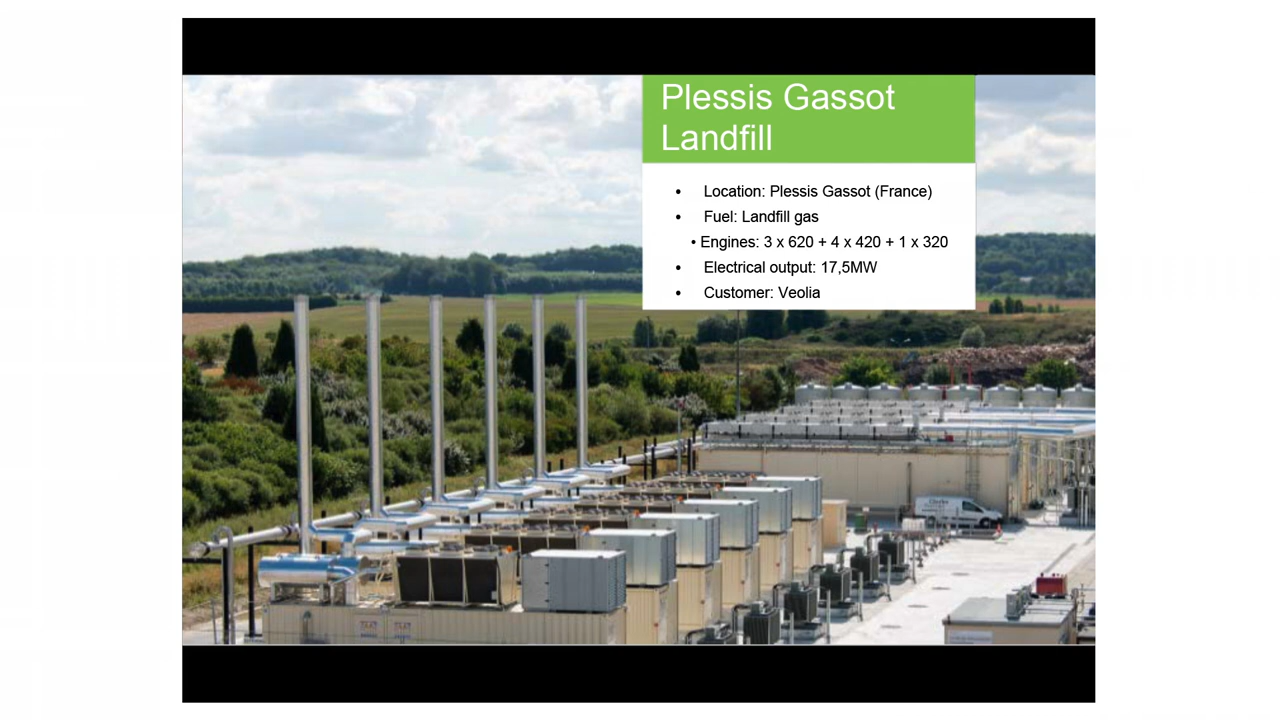 Plessis Gassot
Landfill
• Location: Plessis Gassot (France)
• Fuel: Landfill gas
• Engines: 3 x 620 + 4 x 420 + 1 x 320
• Electrical output: 17,5MW
• Customer: Veolia